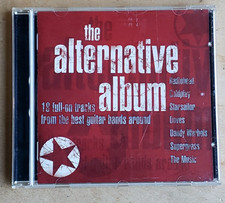 the
alternative
album
18 full-on tracks
from the best guitar bands around
Radiohead
Coldplay
Starsailor
Doves
Dandy Warhols
Supergrass
The Music